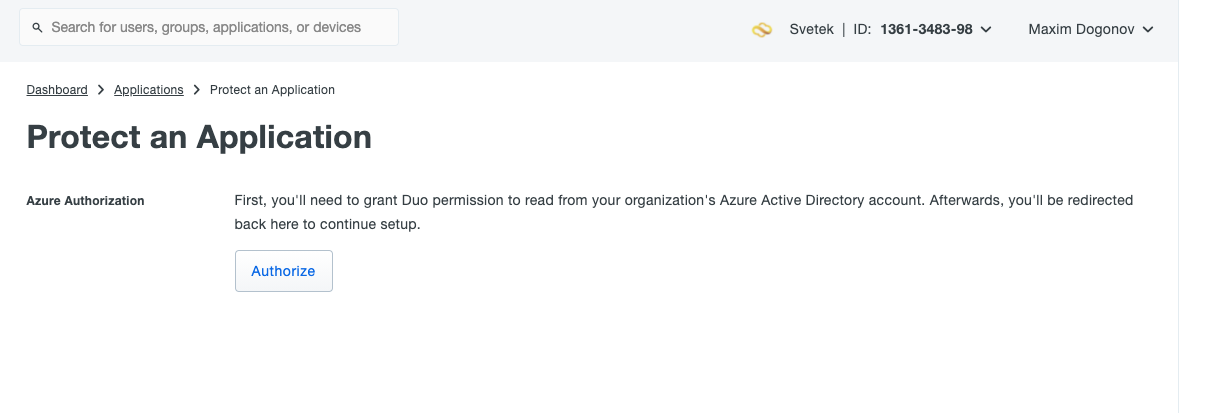 Search for users, groups, applications, or devices
Svetek | ID: 1361-3483-98
Maxim Dogonov
Dashboard > Applications > Protect an Application
Protect an Application
Azure Authorization
First, you'll need to grant Duo permission to read from your organization's Azure Active Directory account. Afterwards, you'll be redirected
back here to continue setup.
Authorize